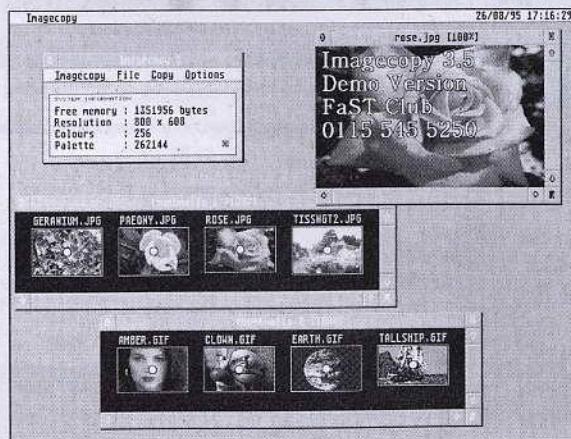 Imagecopy 26/08/95 17:16:29
rose.jpg [100%]
Imagecopy 3.5
Demo Version
FaST Club
0115 545 5250
Imagecopy File Copy Options
SYSTEM INFORMATION
Free memory : 1351956 bytes
Resolution : 800 x 608
Colours : 256
Palette : 262144
GERANIUM.JPG PAEONY.JPG ROSE.JPG TISSNGT2.JPG
AMBER.GIF CLOWN.GIF EARTH.GIF TALLSHIP.GIF